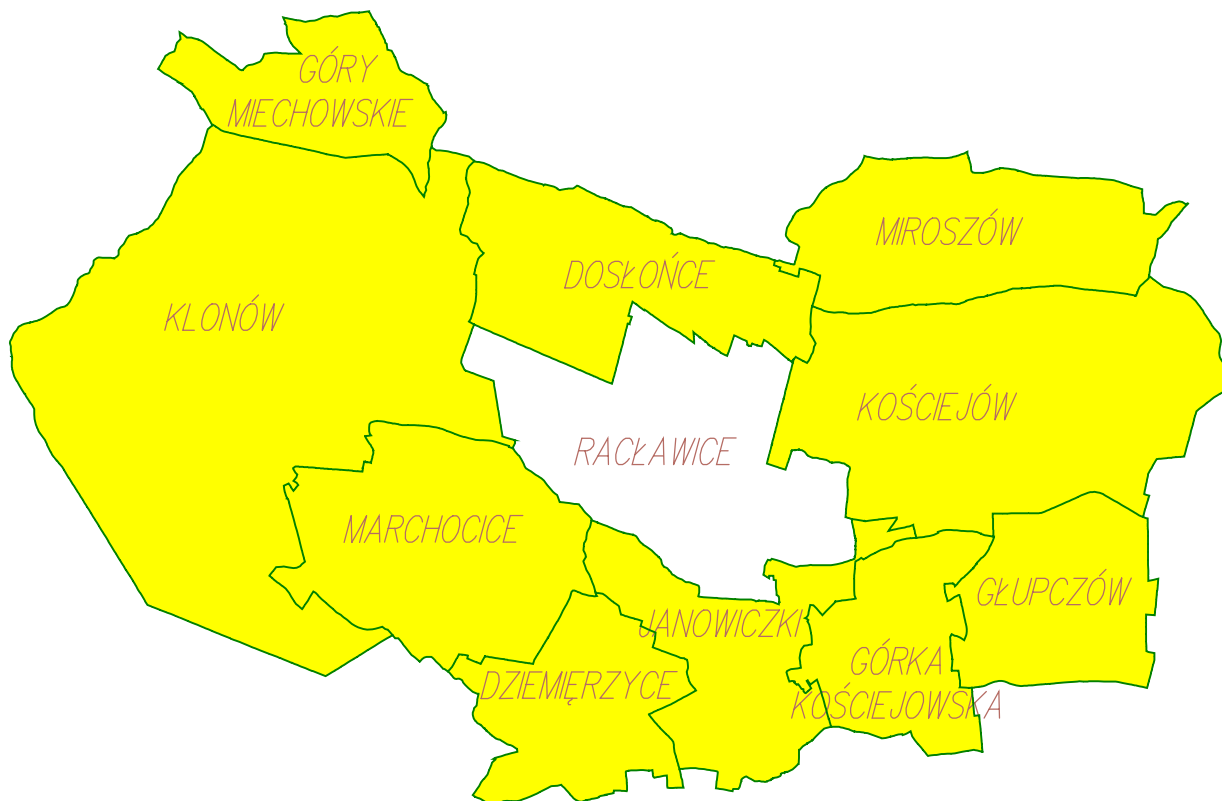 GÓRY
MIECHOWSKIE
MIROSZÓW
DOSŁOŃCE
KLONÓW
KOŚCIEJÓW
RACŁAWICE
MARCHOCICE
GŁUPCZÓW
JANOWICZKI
GÓRKA
KOŚCIEJOWSKA
DZIEMIĘRZYCE